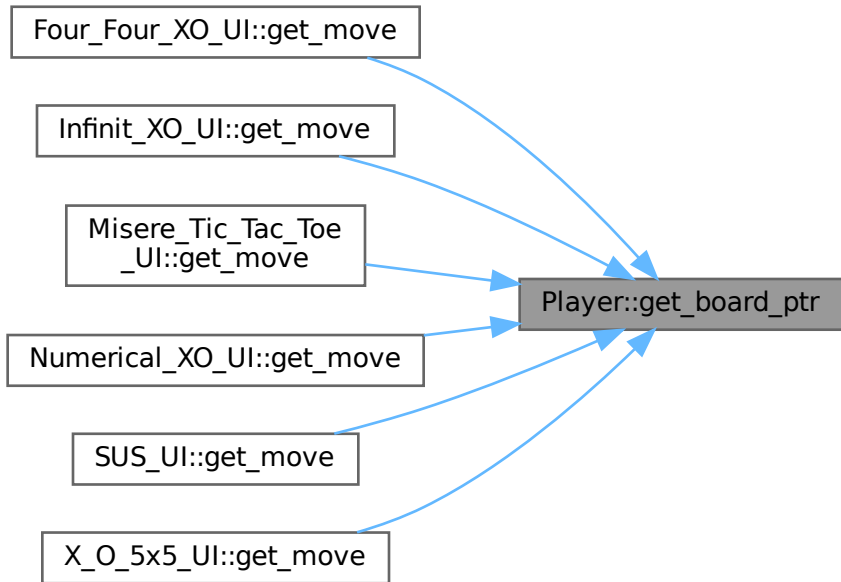 Four_Four_XO_UI::get_move
Infinit_XO_UI::get_move
Misere_Tic_Tac_Toe
_UI::get_move
Player::get_board_ptr
Numerical_XO_UI::get_move
SUS_UI::get_move
X_O_5x5_UI::get_move